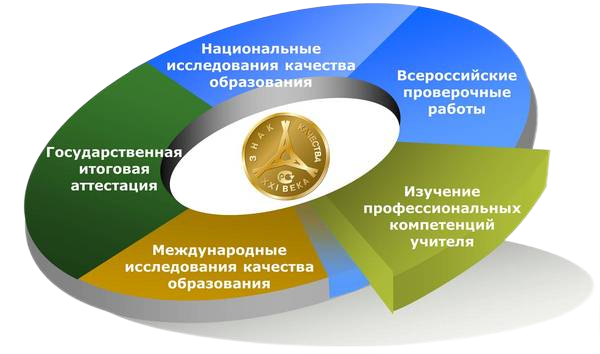 Национальные
исследования качества
образования
Всероссийские
проверочные
работы
Государственная
итоговая
аттестация
ЗНАК КАЧЕСТВА
XXI ВЕКА
Изучение
профессиональных
компетенций
учителя
Международные
исследования качества
образования